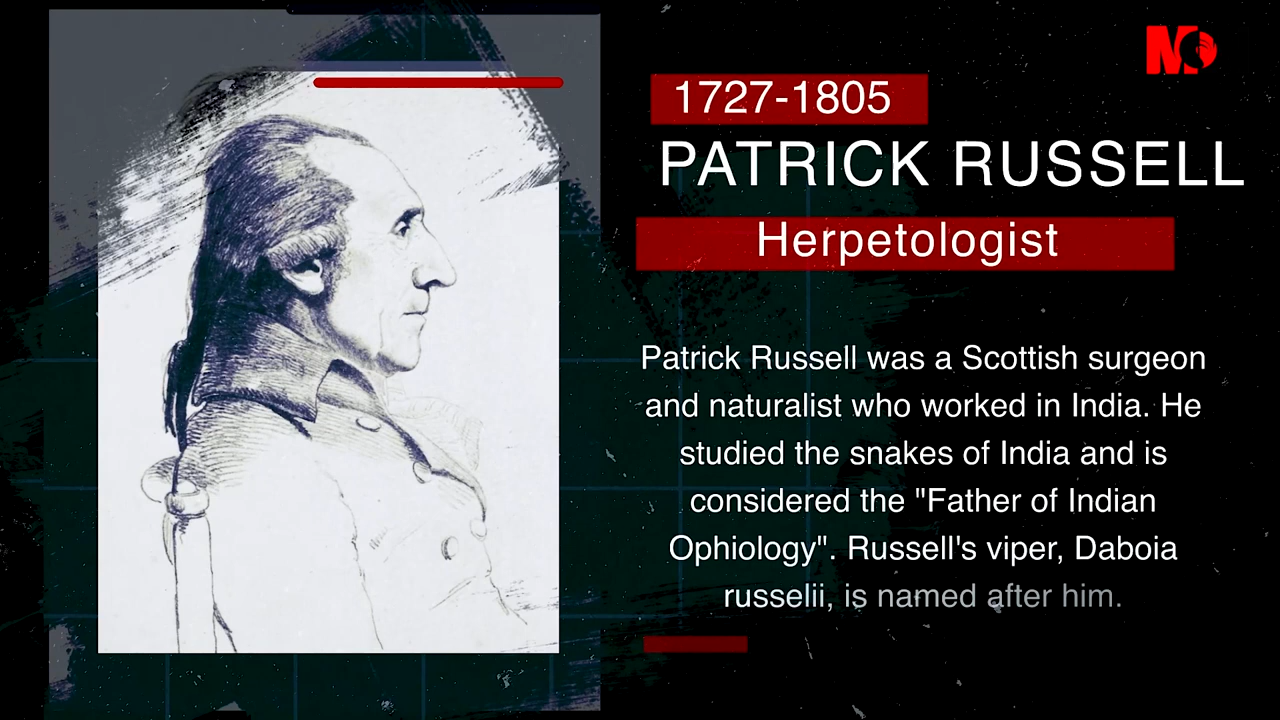 1727-1805
PATRICK RUSSELL
Herpetologist
Patrick Russell was a Scottish surgeon
and naturalist who worked in India. He
studied the snakes of India and is
considered the "Father of Indian
Ophiology". Russell's viper, Daboia
russelii, is named after him.